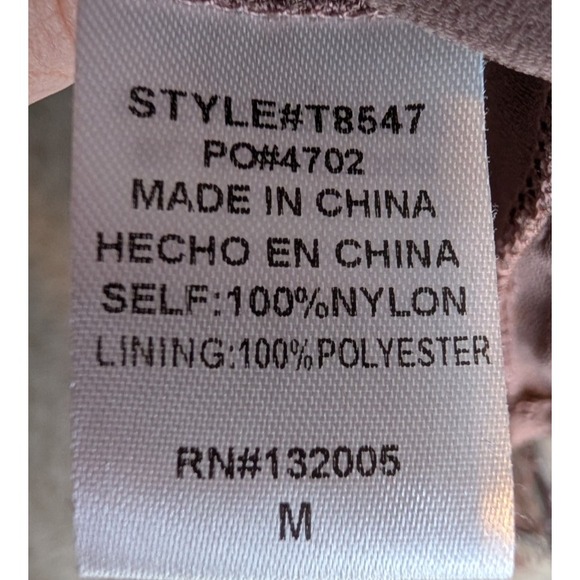 STYLE#T8547
PO#4702
MADE IN CHINA
HECHO EN CHINA
SELF:100%NYLON
LINING:100%POLYESTER
RN#132005
M